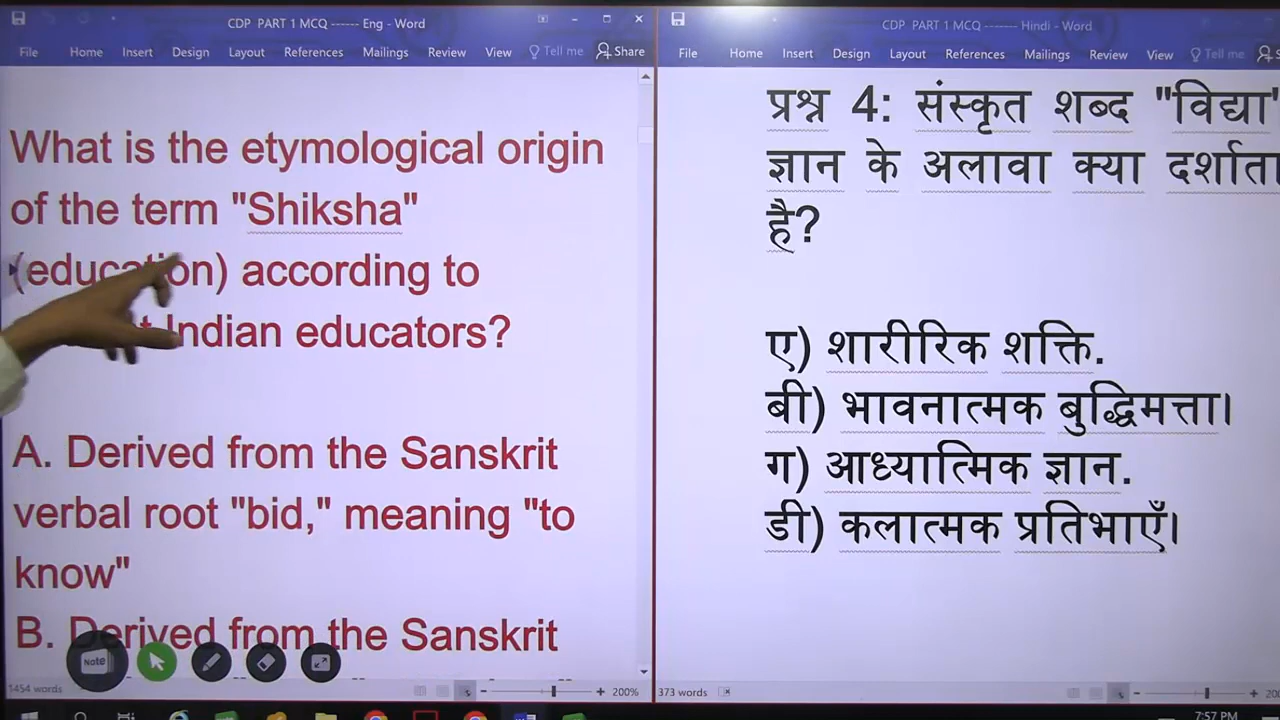 CDP PART 1 MCQ ------ Eng - Word
File Home Insert Design Layout References Mailings Review View Tell me Share
What is the etymological origin
of the term "Shiksha"
(education) according to
Indian educators?
A. Derived from the Sanskrit
verbal root "bid," meaning "to
know"
B. Derived from the Sanskrit
Note
1454 words
200%
CDP PART 1 MCQ ------- Hindi - Word
File Home Insert Design Layout References Mailings Review View Tell me
प्रश्न 4: संस्कृत शब्द "विद्या"
ज्ञान के अलावा क्या दर्शाता
है?
ए) शारीरिक शक्ति.
बी) भावनात्मक बुद्धिमत्ता।
ग) आध्यात्मिक ज्ञान.
डी) कलात्मक प्रतिभाएँ।
373 words
7:57 PM